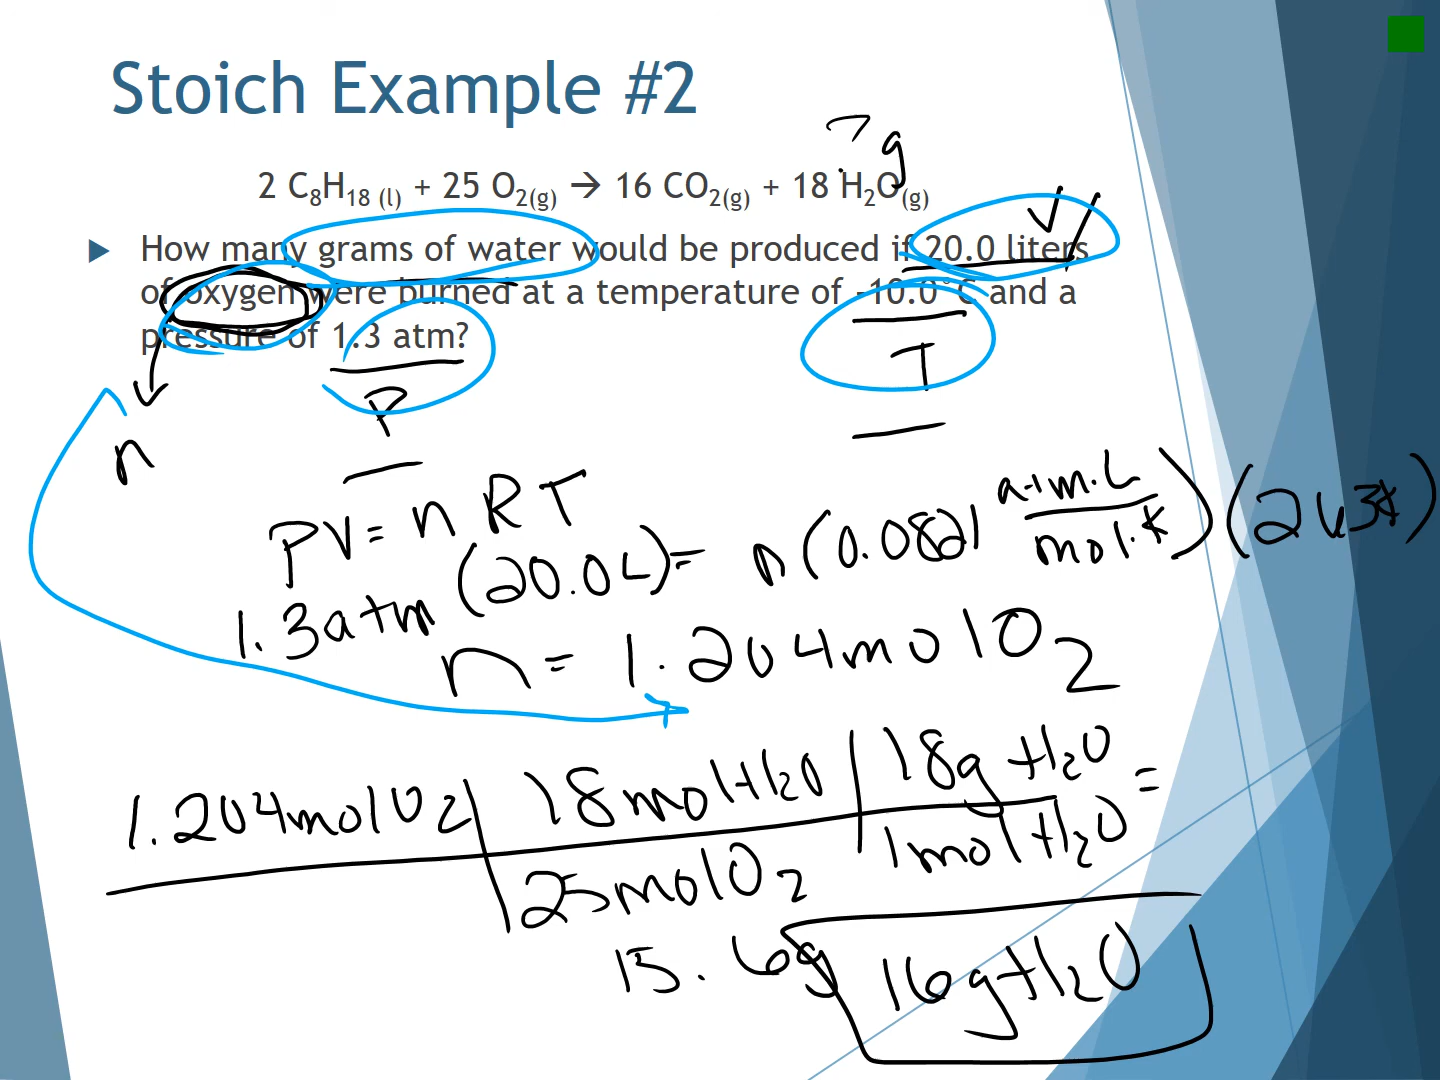 Stoich Example #2
? g
2 C8H18 (l) + 25 O2(g) → 16 CO2(g) + 18 H2O(g)
How many grams of water would be produced if 20.0 liters
of oxygen were burned at a temperature of -10.0°C and a
pressure of 1.3 atm?
V
T
P
n
PV = nRT
1.3 atm (20.0 L) = n (0.0821 atm·L / mol·K) (263K)
n = 1.204 mol O2
1.204 mol O2 | 18 mol H2O | 18g H2O =
25 mol O2 | 1 mol H2O
15.6g
16g H2O